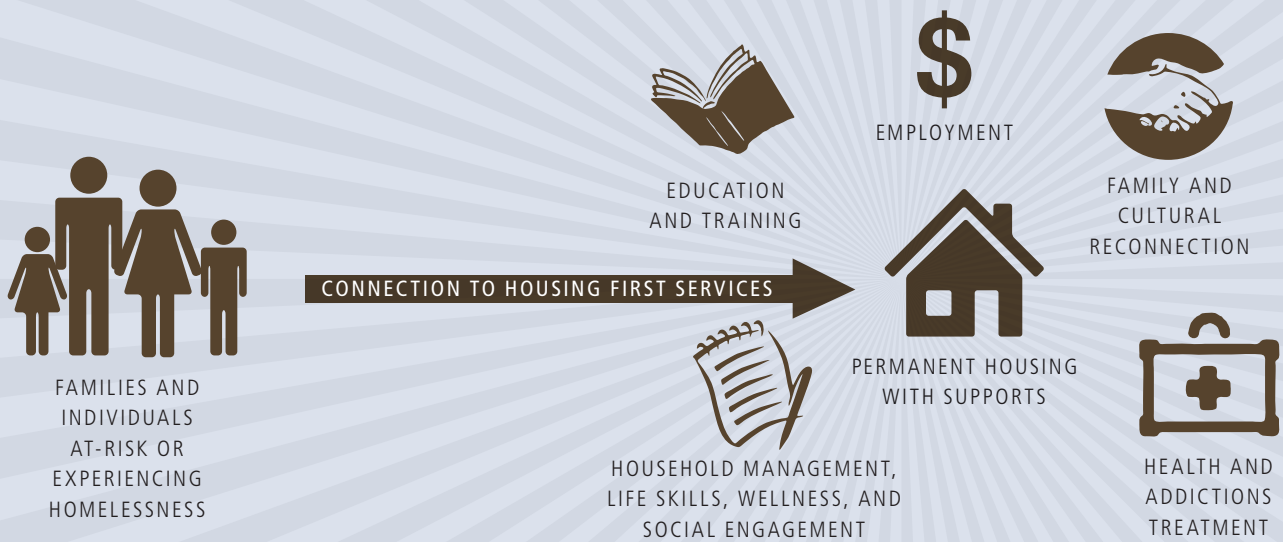 FAMILIES AND
INDIVIDUALS
AT-RISK OR
EXPERIENCING
HOMELESSNESS
CONNECTION TO HOUSING FIRST SERVICES
EDUCATION
AND TRAINING
$
EMPLOYMENT
FAMILY AND
CULTURAL
RECONNECTION
PERMANENT HOUSING
WITH SUPPORTS
HOUSEHOLD MANAGEMENT,
LIFE SKILLS, WELLNESS, AND
SOCIAL ENGAGEMENT
HEALTH AND
ADDICTIONS
TREATMENT